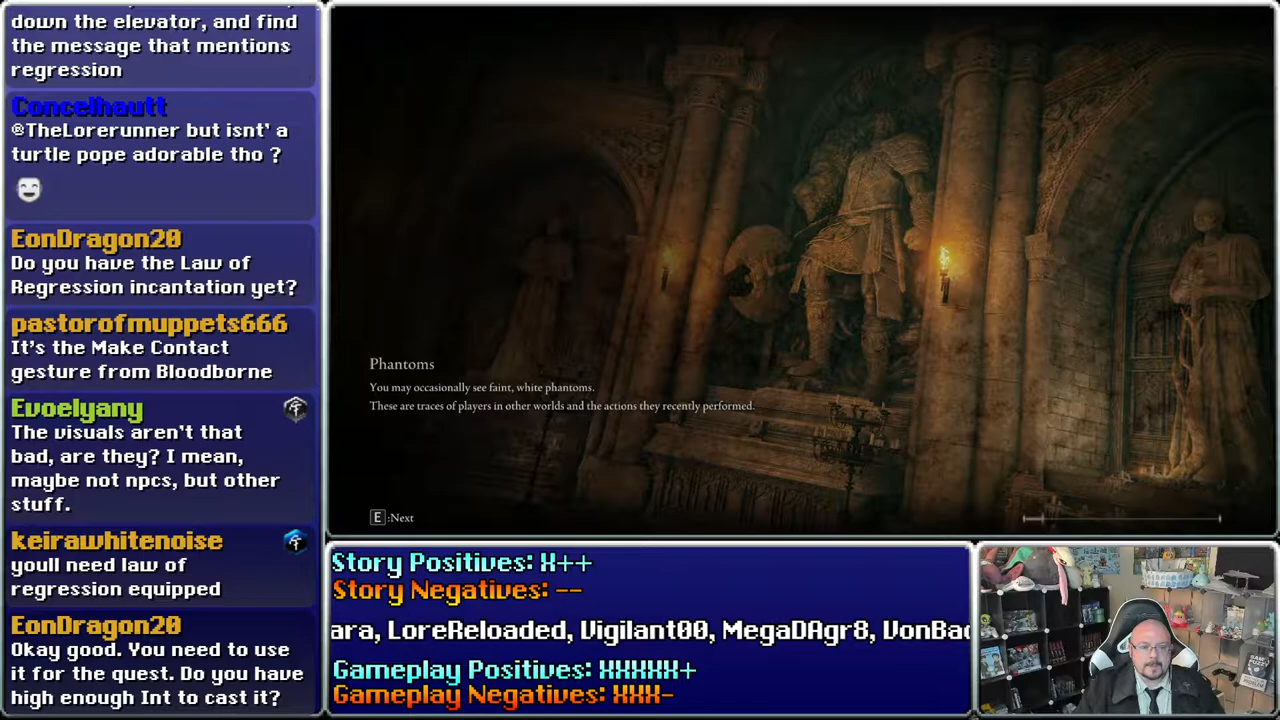 down the elevator, and find
the message that mentions
regression
Concelhautt
@TheLorerunner but isnt' a
turtle pope adorable tho ?
EonDragon20
Do you have the Law of
Regression incantation yet?
pastorofmuppets666
It's the Make Contact
gesture from Bloodborne
Evoelyany
The visuals aren't that
bad, are they? I mean,
maybe not npcs, but other
stuff.
keirawhitenoise
youll need law of
regression equipped
EonDragon20
Okay good. You need to use
it for the quest. Do you have
high enough Int to cast it?
Phantoms
You may occasionally see faint, white phantoms.
These are traces of players in other worlds and the actions they recently performed.
E :Next
Story Positives: X++
Story Negatives: --
ara, LoreReloaded, Vigilant00, MegaDAgr8, VonBac
Gameplay Positives: XXXXX+
Gameplay Negatives: XXX-